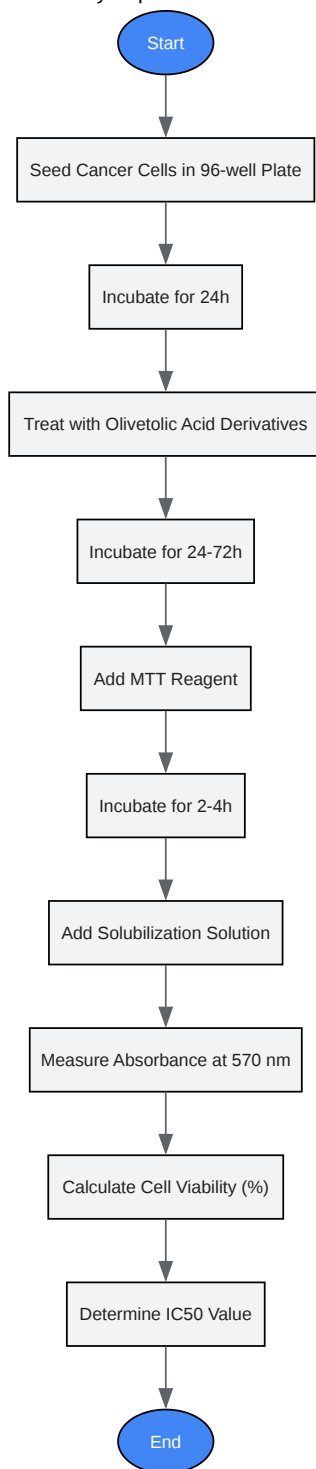 Start
Seed Cancer Cells in 96-well Plate
Incubate for 24h
Treat with Olivetolic Acid Derivatives
Incubate for 24-72h
Add MTT Reagent
Incubate for 2-4h
Add Solubilization Solution
Measure Absorbance at 570 nm
Calculate Cell Viability (%)
Determine IC50 Value
End